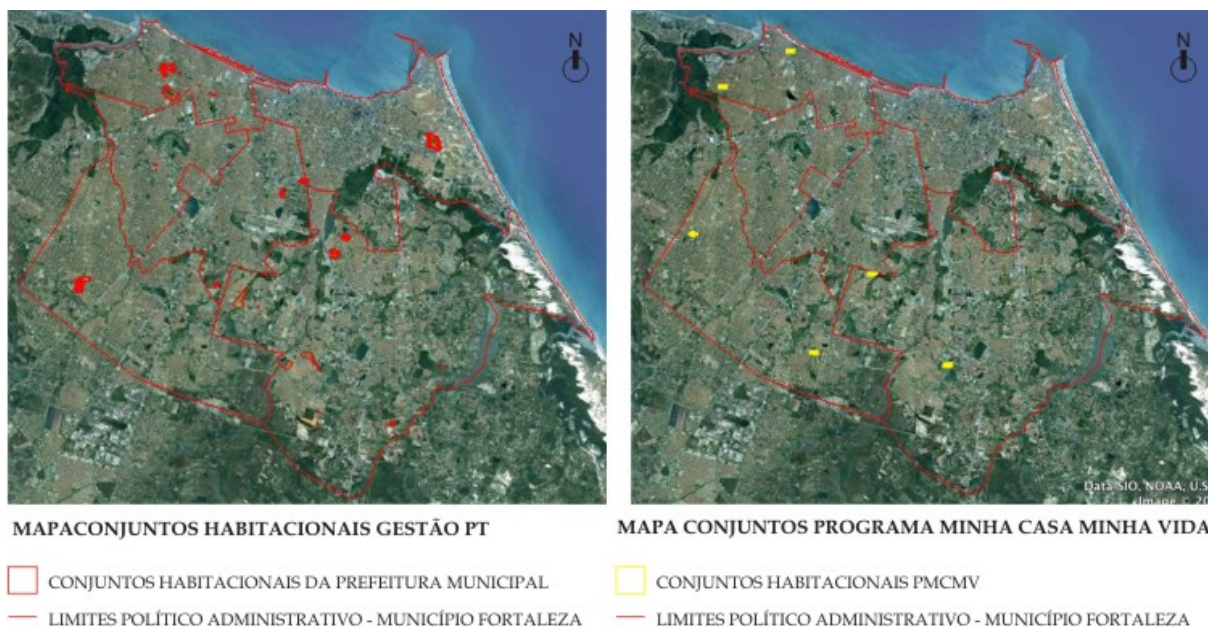 N
N
Data SIO, NOAA, U.S
Image © 20
MAPACONJUNTOS HABITACIONAIS GESTÃO PT
CONJUNTOS HABITACIONAIS DA PREFEITURA MUNICIPAL
LIMITES POLÍTICO ADMINISTRATIVO - MUNICÍPIO FORTALEZA
MAPA CONJUNTOS PROGRAMA MINHA CASA MINHA VIDA
CONJUNTOS HABITACIONAIS PMCMV
LIMITES POLÍTICO ADMINISTRATIVO - MUNICÍPIO FORTALEZA